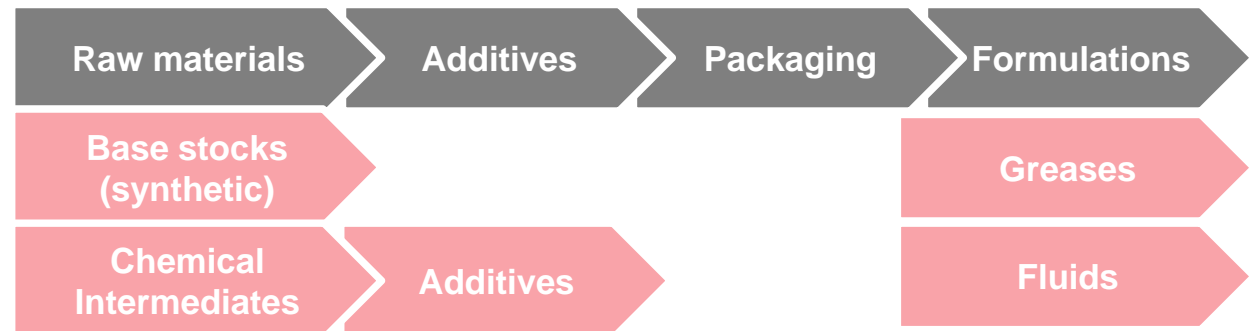 Raw materials
Additives
Packaging
Formulations
Base stocks
(synthetic)
Greases
Chemical
Intermediates
Additives
Fluids